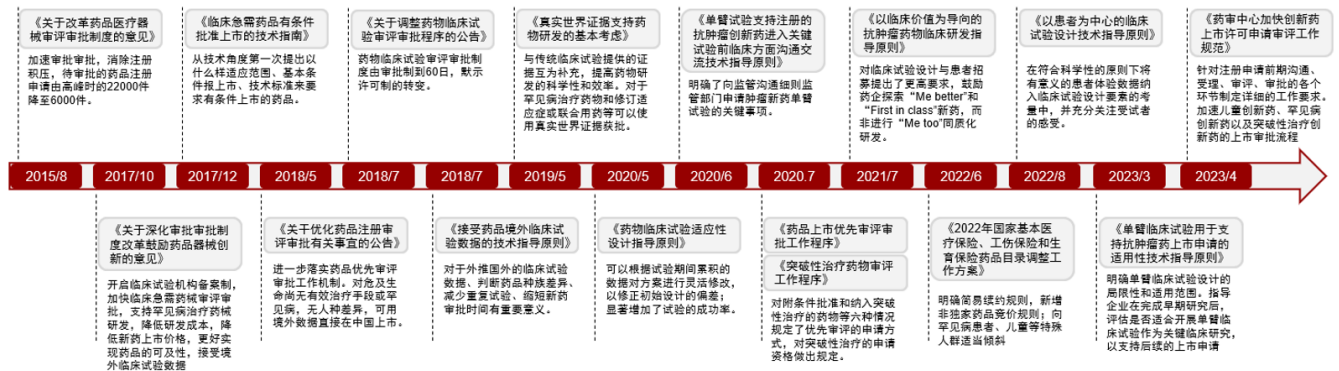 《关于改革药品医疗器
械审评审批制度的意见》
加速审批审批，消除注册
积压，待审批的药品注册
申请由高峰时的22000件
降至6000件。
《临床急需药品有条件
批准上市的技术指南》
从技术角度第一次提出以
什么样适应范围、基本条
件报上市、技术标准来要
求有条件上市的药品。
《关于调整药物临床试
验审评审批程序的公告》
药物临床试验审评审批制
度由审批制到60日，默示
许可制的转变。
《真实世界证据支持药
物研发的基本考虑》
与传统临床试验提供的证
据互为补充，提高药物研
发的科学性和效率。对于
罕见病治疗药物和修订适
应症或联合用药等可以使
用真实世界证据获批。
《单臂试验支持注册的
抗肿瘤创新药进入关键
试验前临床方面沟通交
流技术指导原则》
明确了向监管沟通细则监
管部门申请肿瘤新药单臂
试验的关键事项。
《以临床价值为导向的
抗肿瘤药物临床研发指
导原则》
对临床试验设计与患者招
募提出了更高要求，鼓励
药企探索“Me better”和
“First in class”新药，而
非进行“Me too”同质化
研发。
《以患者为中心的临床
试验设计技术指导原则》
在符合科学性的原则下将
有意义的患者体验数据纳
入临床试验设计要素的考
量中，并充分关注受试者
的感受。
《药审中心加快创新药
上市许可申请审评工作
规范》
针对注册申请前期沟通、
受理、审评、审批的各个
环节制定详细的工作要求。
加速儿童创新药、罕见病
创新药以及突破性治疗创
新药的上市审批流程
2015/8
2017/10
2017/12
2018/5
2018/7
2018/7
2019/5
2020/5
2020/6
2020.7
2021/7
2022/6
2022/8
2023/3
2023/4
《关于深化审批审批制
度改革鼓励药品器械创
新的意见》
开启临床试验机构备案制,
加快临床急需药械审评审
批，支持罕见病治疗药械
研发，降低研发成本，降
低新药上市价格，更好实
现药品的可及性，接受境
外临床试验数据
《关于优化药品注册审
评审批有关事宜的公告》
进一步落实药品优先审评
审批工作机制。对危及生
命尚无有效治疗手段或罕
见病，无人种差异，可用
境外数据直接在中国上市。
《接受药品境外临床试
验数据的技术指导原则》
对于外推国外的临床试验
数据、判断药品种族差异、
减少重复试验、缩短新药
审批时间有重要意义。
《药物临床试验适应性
设计指导原则》
可以根据试验期间累积的
数据对方案进行灵活修改，
以修正初始设计的偏差；
显著增加了试验的成功率。
《药品上市优先审评审
批工作程序》
《突破性治疗药物审评
工作程序》
对附条件批准和纳入突破
性治疗的药物等六种情况
规定了优先审评的申请方
式，对突破性治疗的申请
资格做出规定。
《2022年国家基本医
疗保险、工伤保险和生
育保险药品目录调整工
作方案》
明确简易续约规则，新增
非独家药品竞价规则；向
罕见病患者、儿童等特殊
人群适当倾斜
《单臂临床试验用于支
持抗肿瘤药上市申请的
适用性技术指导原则》
明确单臂临床试验设计的
局限性和适用范围。指导
企业在完成早期研究后，
评估是否适合开展单臂临
床试验作为关键临床研究，
以支持后续的上市申请